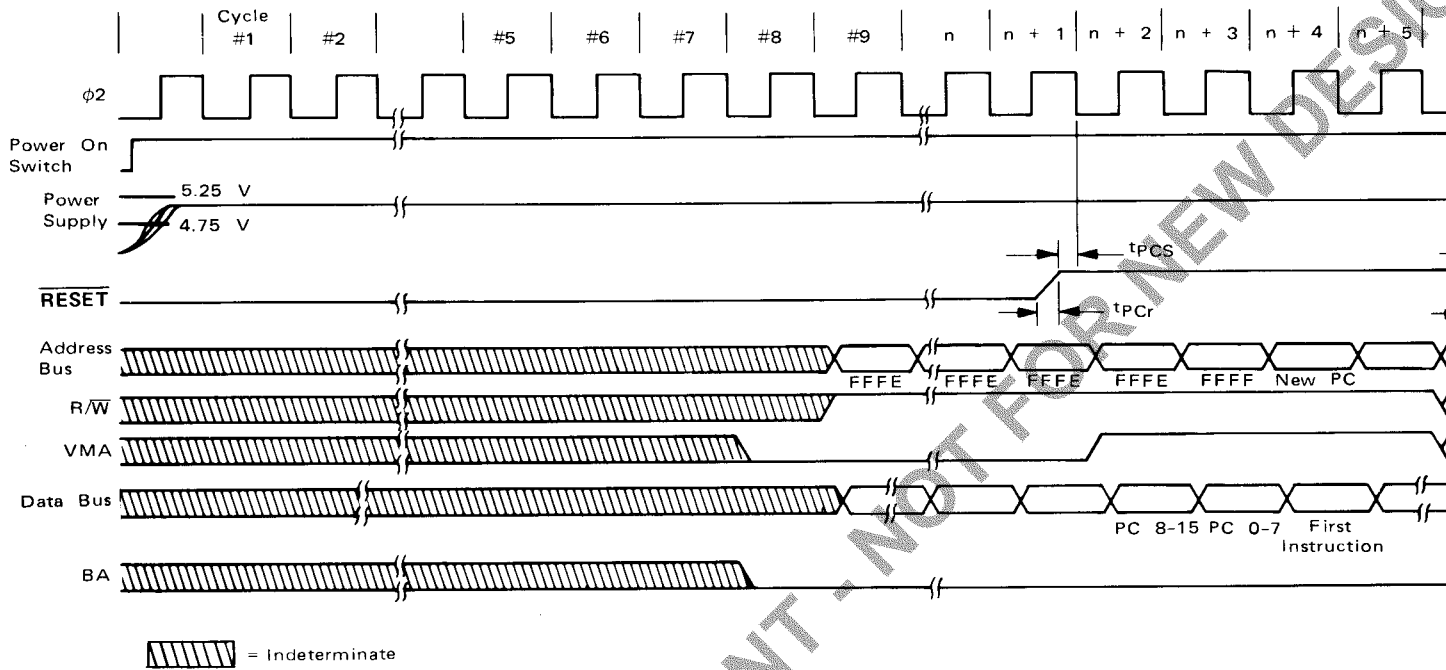 Cycle
#1 #2 #5 #6 #7 #8 #9 n n + 1 n + 2 n + 3 n + 4 n + 5
ϕ2
Power On
Switch
Power
Supply
5.25 V
4.75 V
tPCS
RESET
tPCr
Address
Bus
FFFE FFFE FFFE FFFE FFFF New PC
R/W
VMA
Data Bus
PC 8-15 PC 0-7 First
Instruction
BA
= Indeterminate
NT - NOT FOR NEW DESIG